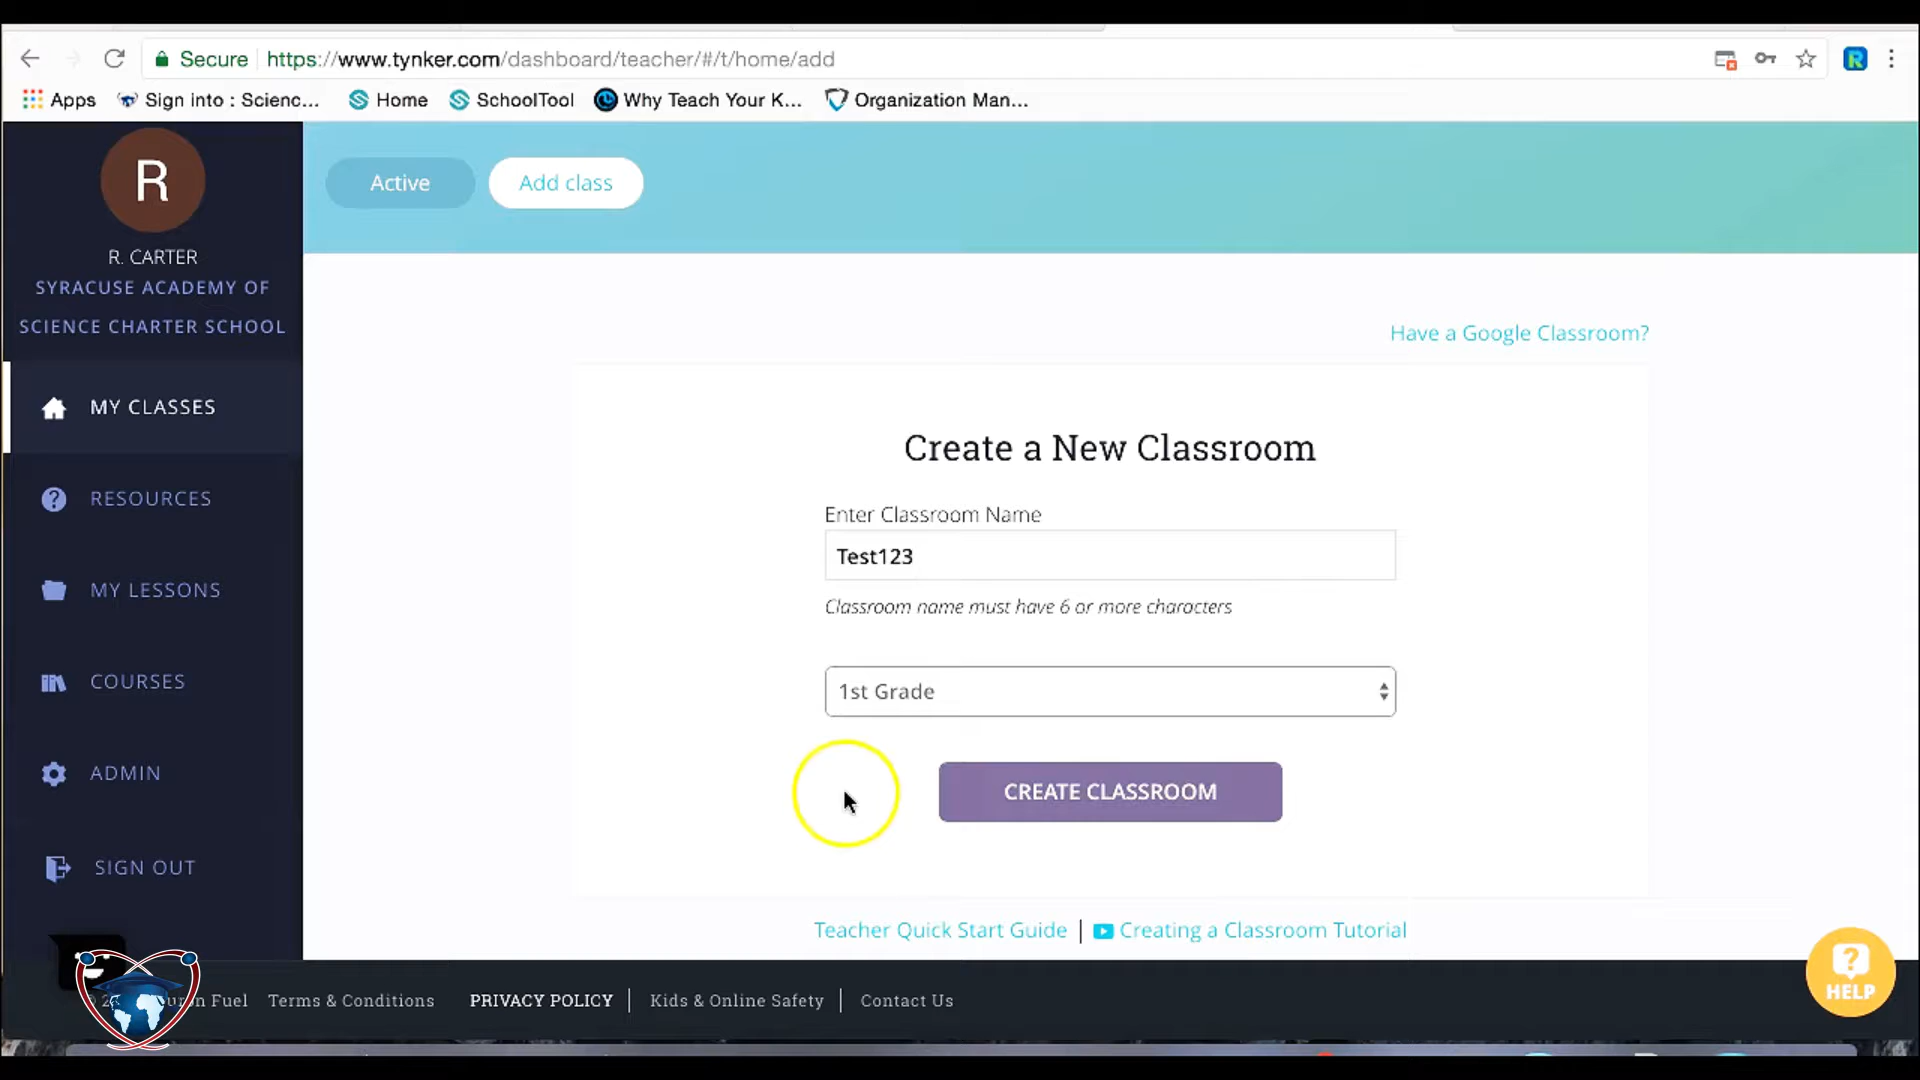 Secure https://www.tynker.com/dashboard/teacher/#/t/home/add
R
Apps Sign into : Scienc... Home SchoolTool Why Teach Your K... Organization Man...
R
R. CARTER
SYRACUSE ACADEMY OF
SCIENCE CHARTER SCHOOL
MY CLASSES
RESOURCES
MY LESSONS
COURSES
ADMIN
SIGN OUT
Active Add class
Have a Google Classroom?
Create a New Classroom
Enter Classroom Name
Test123
Classroom name must have 6 or more characters
1st Grade
CREATE CLASSROOM
Teacher Quick Start Guide | Creating a Classroom Tutorial
? HELP
Fuel Terms & Conditions PRIVACY POLICY | Kids & Online Safety | Contact Us